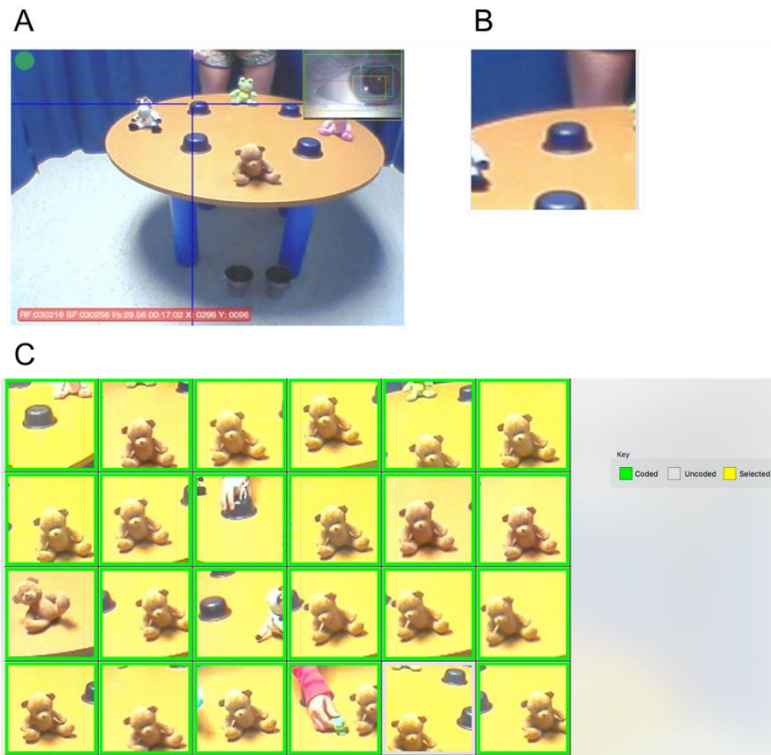 A
B
RF:030216 SF:030256 f/s:29.56 00:17:02 X: 0296 Y: 0096
C
Key
Coded
Uncoded
Selected